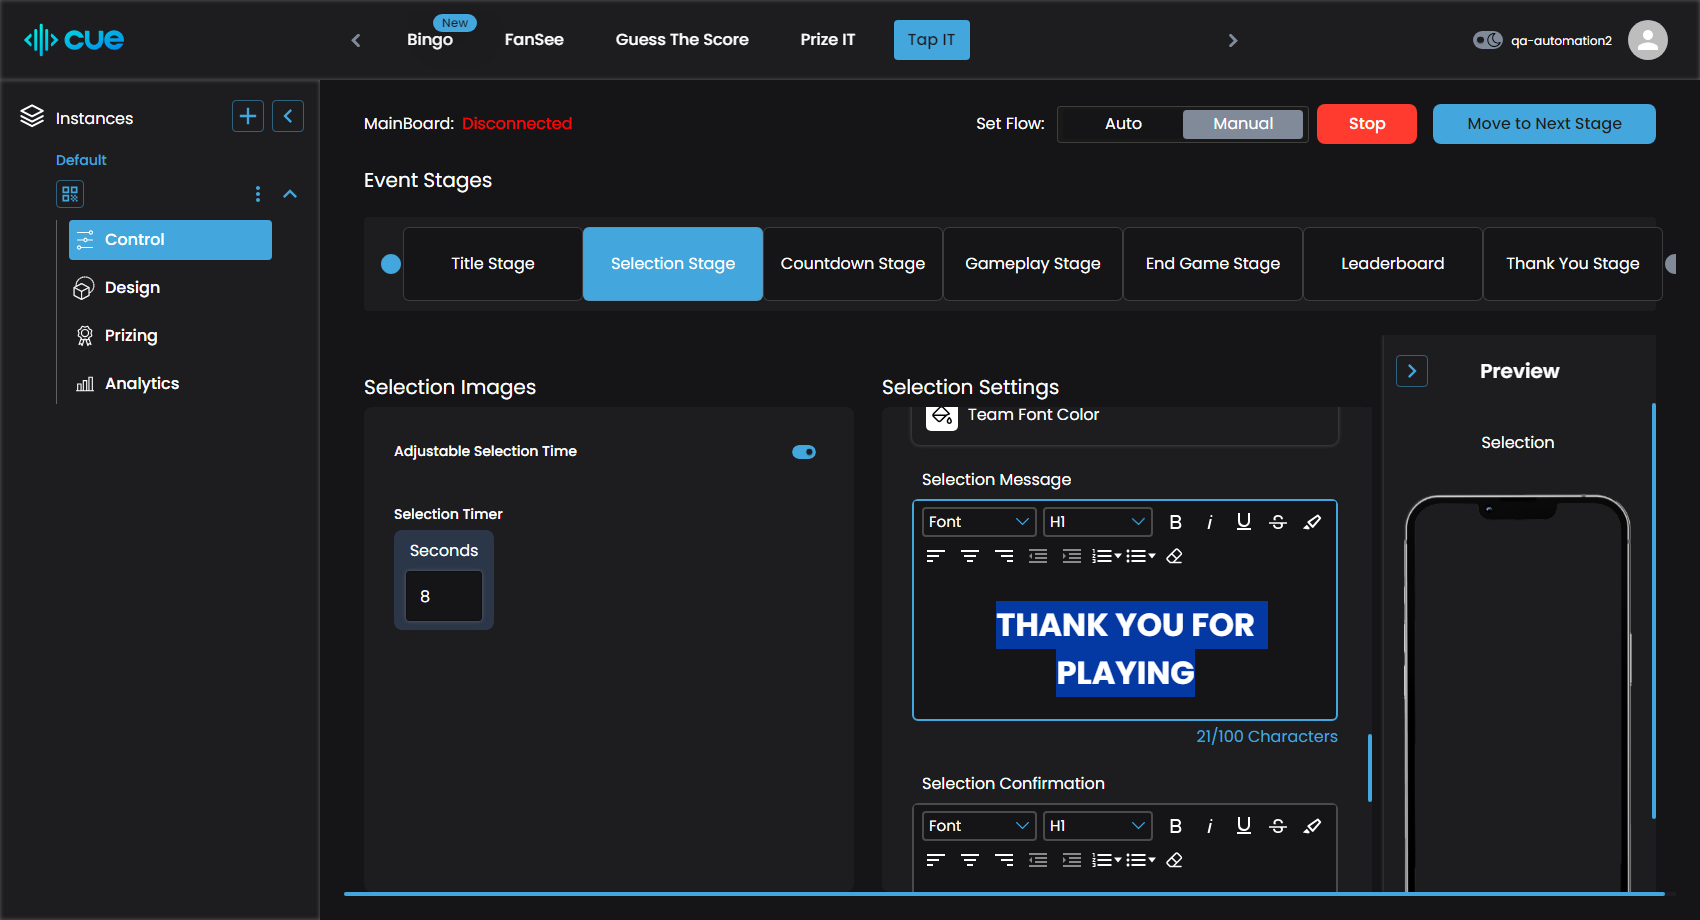 cue
New
Bingo
FanSee
Guess The Score
Prize IT
Tap IT
qa-automation2
Instances
Default
Control
Design
Prizing
Analytics
MainBoard: Disconnected
Set Flow:
Auto
Manual
Stop
Move to Next Stage
Event Stages
Title Stage
Selection Stage
Countdown Stage
Gameplay Stage
End Game Stage
Leaderboard
Thank You Stage
Selection Images
Adjustable Selection Time
Selection Timer
Seconds
8
Selection Settings
Team Font Color
Selection Message
Font
H1
B
i
U
S
THANK YOU FOR
PLAYING
21/100 Characters
Selection Confirmation
Font
H1
B
i
U
S
Preview
Selection